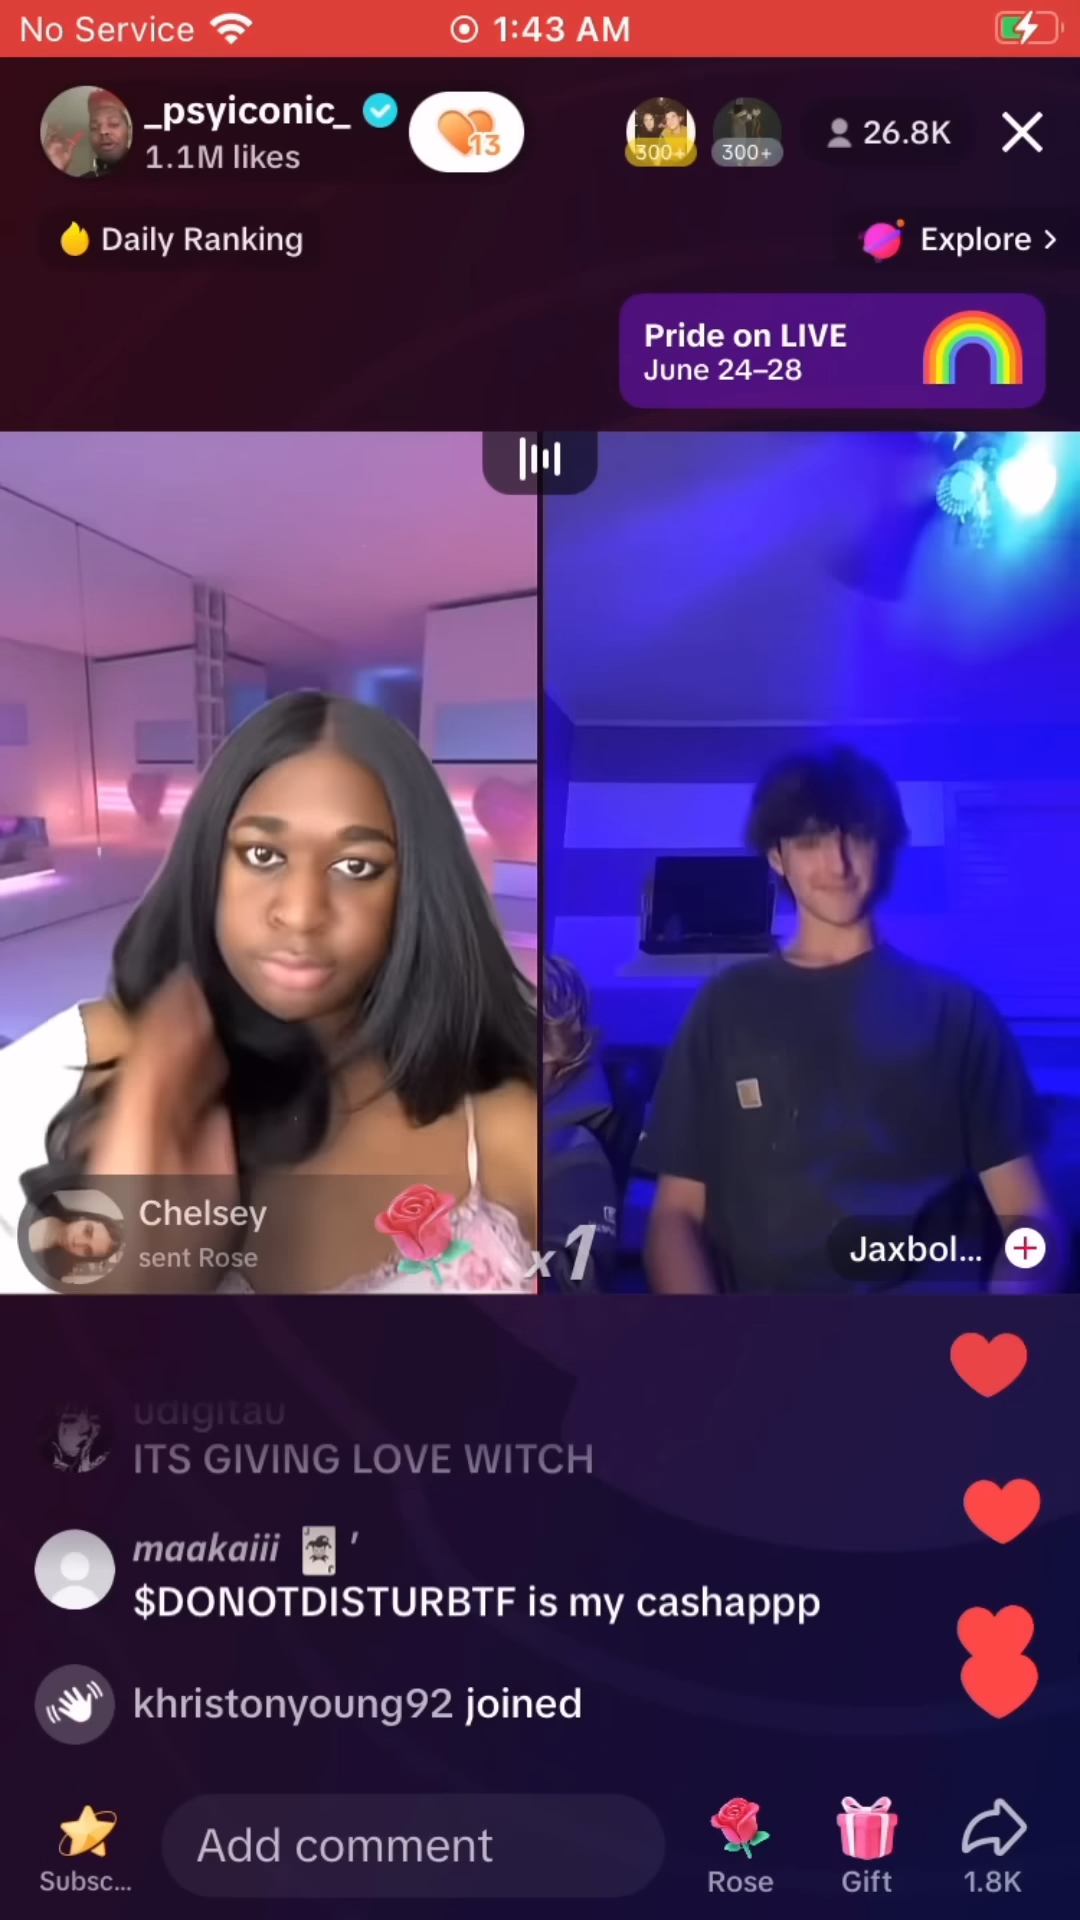 No Service
1:43 AM
_psyiconic_
1.1M likes
13
300+
300+
26.8K
Daily Ranking
Explore
Pride on LIVE
June 24–28
Chelsey
sent Rose
x1
Jaxbol...
udigitau
ITS GIVING LOVE WITCH
maakaiii 🃏 '
$DONOTDISTURBTF is my cashappp
khristonyoung92 joined
Subsc...
Add comment
Rose
Gift
1.8K